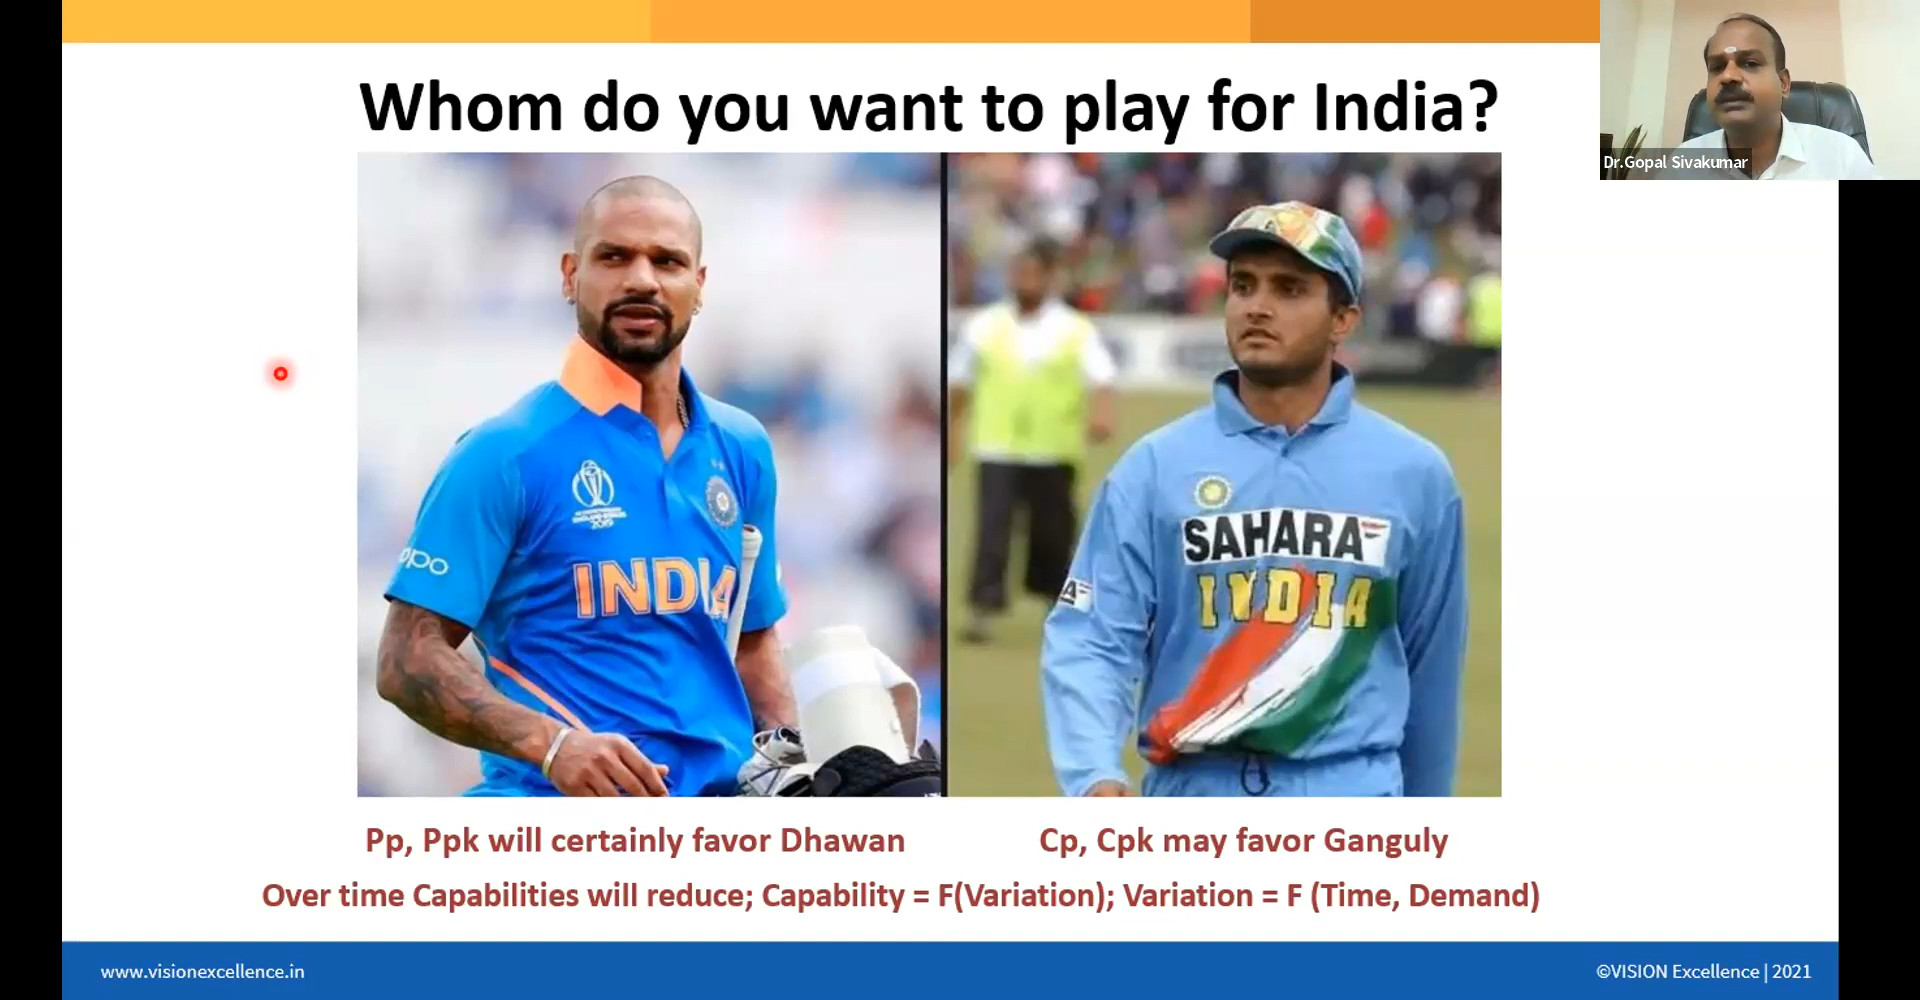 Whom do you want to play for India?
Dr.Gopal Sivakumar
2019
oppo
INDIA
SAHARA
INDIA
Pp, Ppk will certainly favor Dhawan
Cp, Cpk may favor Ganguly
Over time Capabilities will reduce; Capability = F(Variation); Variation = F (Time, Demand)
www.visionexcellence.in
©VISION Excellence | 2021